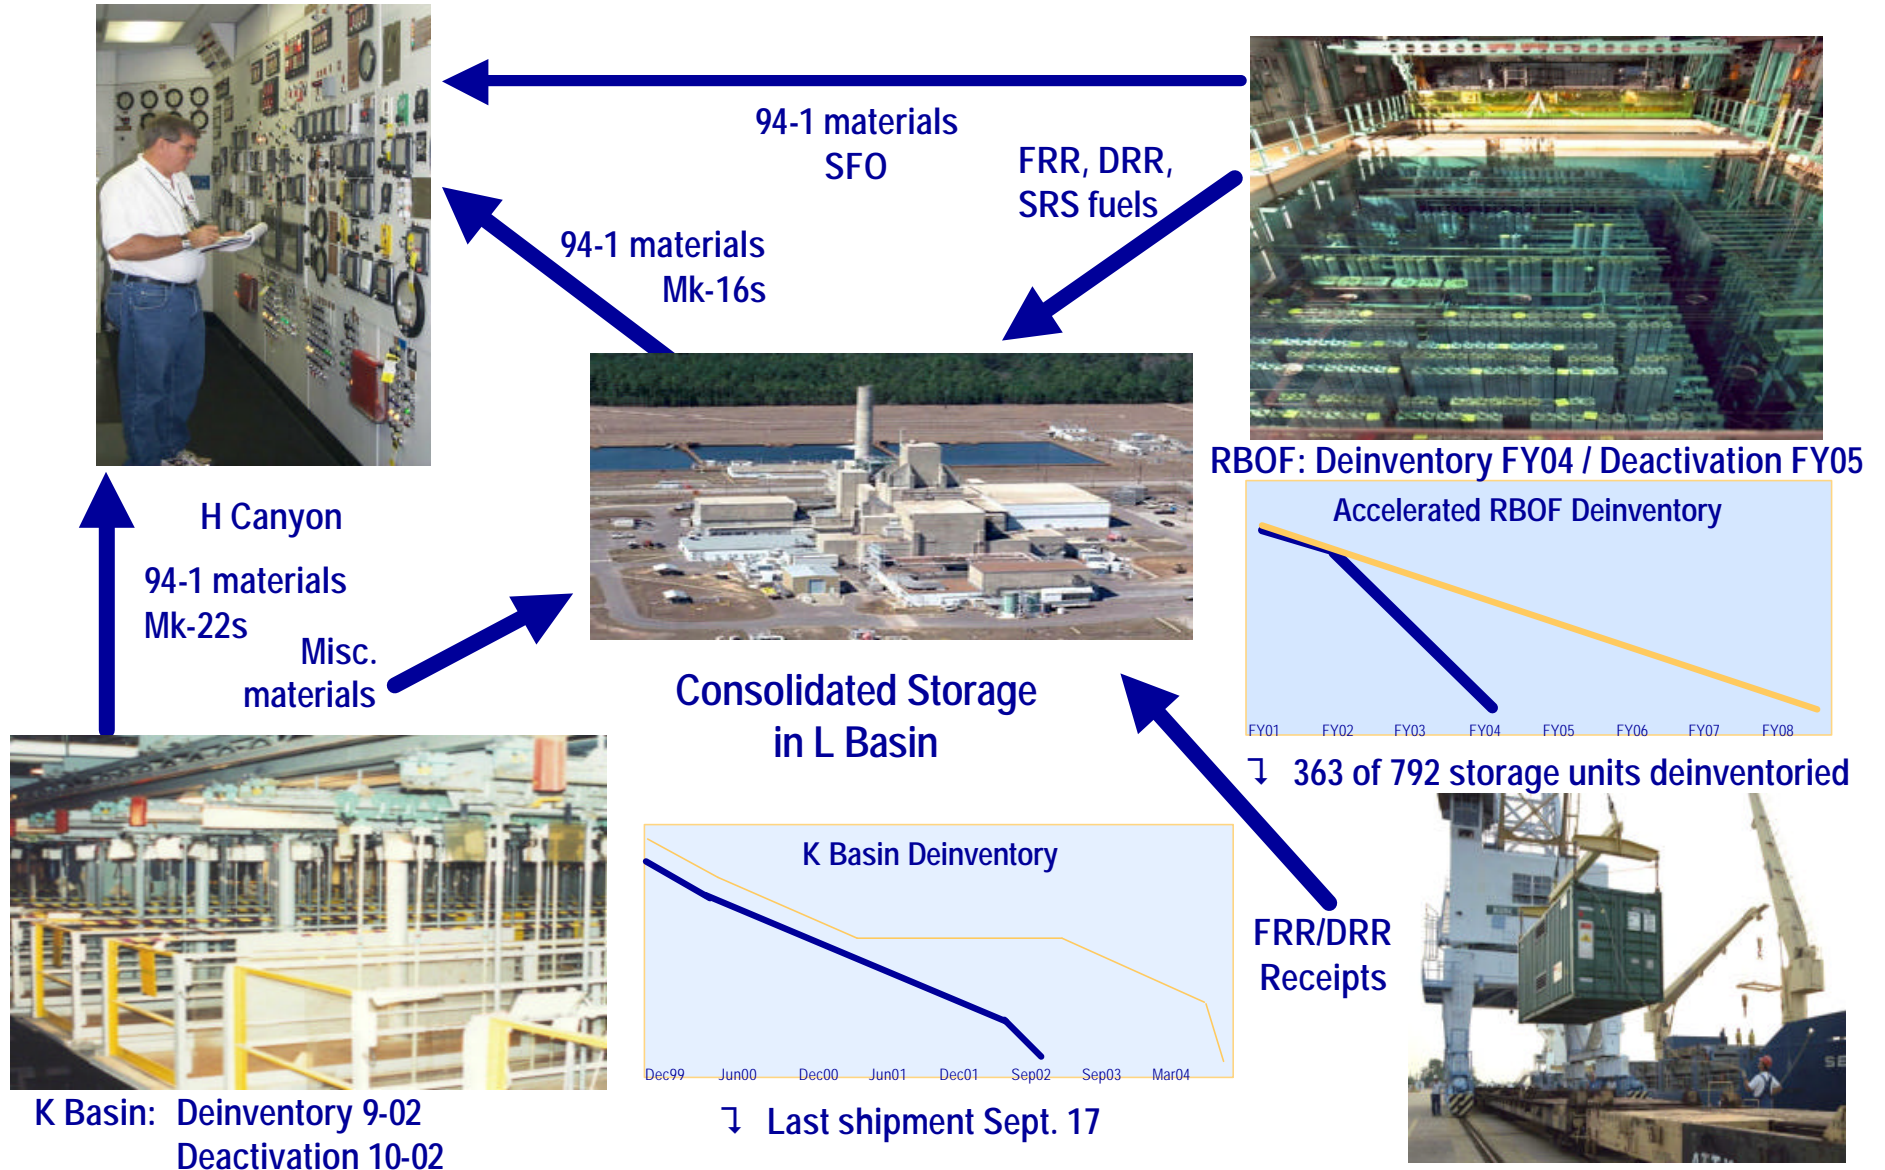 94-1 materials
SFO
FRR, DRR,
SRS fuels
94-1 materials
Mk-16s
RBOF: Deinventory FY04 / Deactivation FY05
Accelerated RBOF Deinventory
FY01 FY02 FY03 FY04 FY05 FY06 FY07 FY08
363 of 792 storage units deinventoried
H Canyon
94-1 materials
Mk-22s
Misc.
materials
Consolidated Storage
in L Basin
K Basin Deinventory
Dec99 Jun00 Dec00 Jun01 Dec01 Sep02 Sep03 Mar04
Last shipment Sept. 17
FRR/DRR
Receipts
SE
K Basin: Deinventory 9-02
Deactivation 10-02